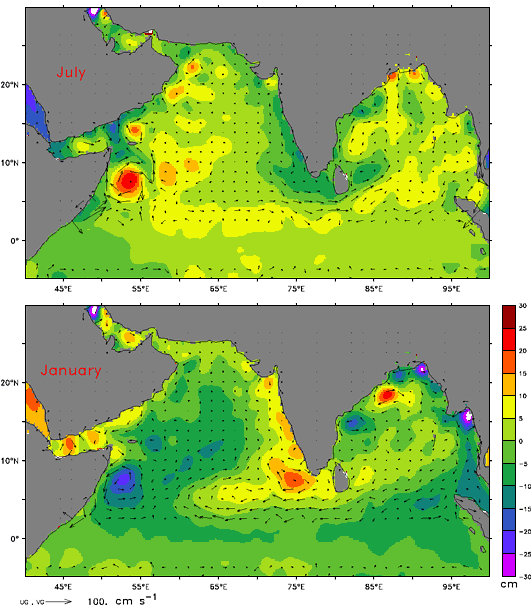 July
20°N
10°N
0°
45°E 55°E 65°E 75°E 85°E 95°E
January
20°N
10°N
0°
45°E 55°E 65°E 75°E 85°E 95°E
30
25
20
15
10
5
0
-5
-10
-15
-20
-25
-30
cm
UG , VG 100. cm s⁻¹